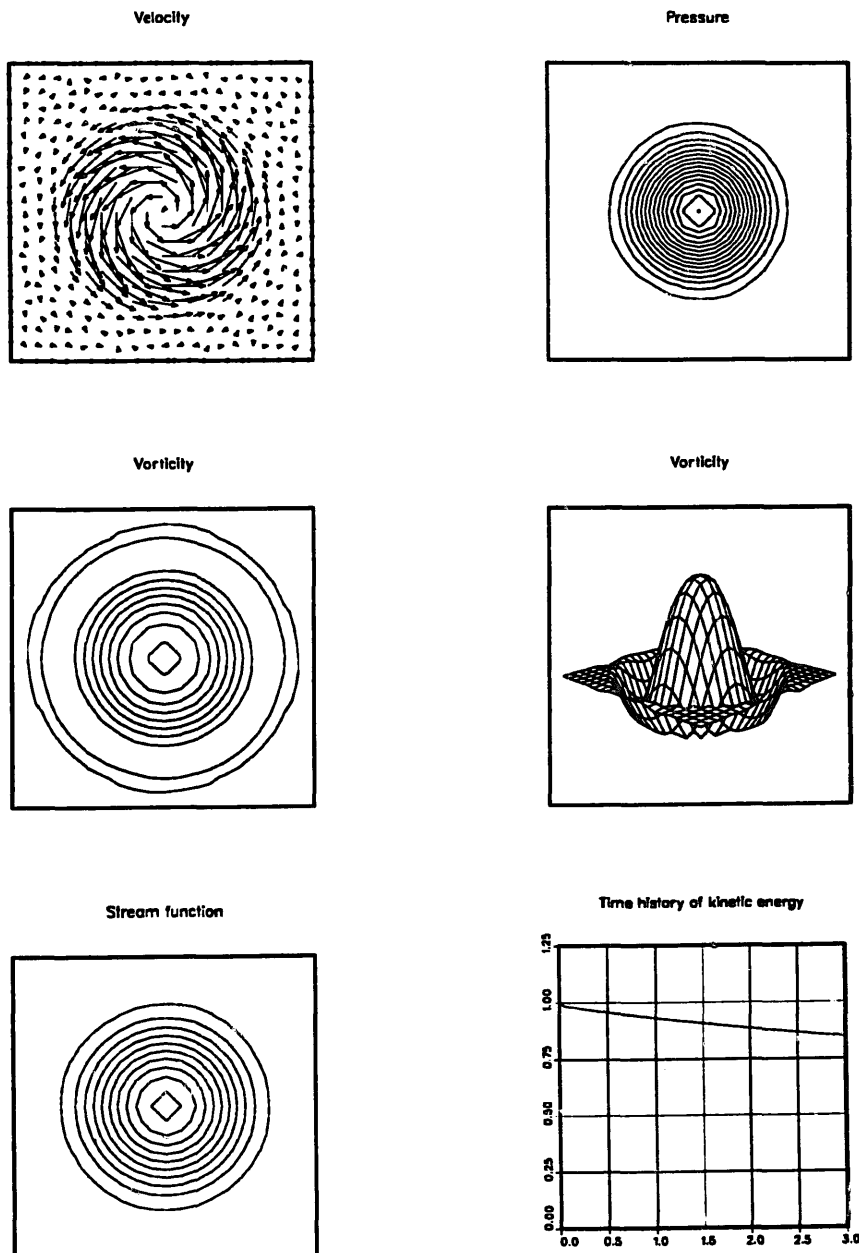 Velocity
Pressure
Vorticity
Vorticity
Stream function
Time history of kinetic energy
1.25
1.00
0.75
0.50
0.25
0.00
0.0 0.5 1.0 1.5 2.0 2.5 3.0